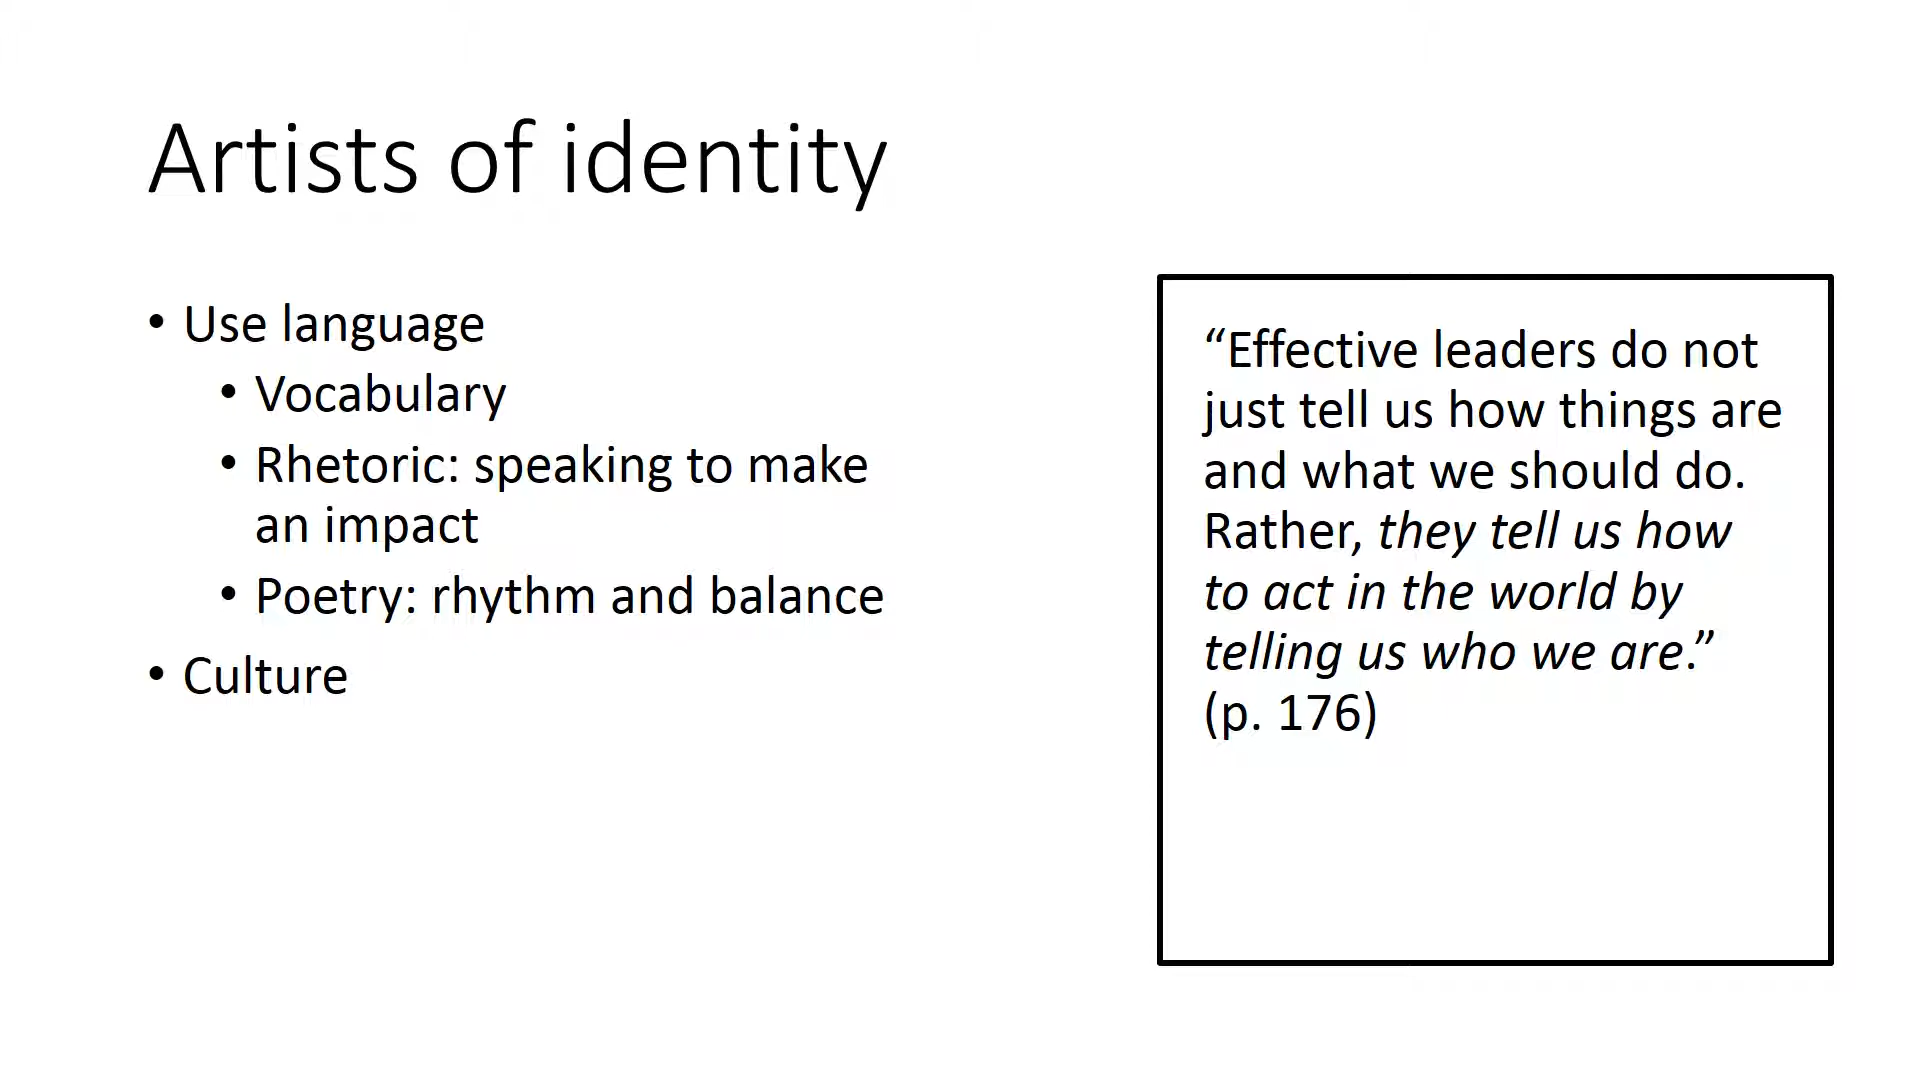 Artists of identity
• Use language
• Vocabulary
• Rhetoric: speaking to make
an impact
• Poetry: rhythm and balance
• Culture
“Effective leaders do not
just tell us how things are
and what we should do.
Rather, they tell us how
to act in the world by
telling us who we are.”
(p. 176)